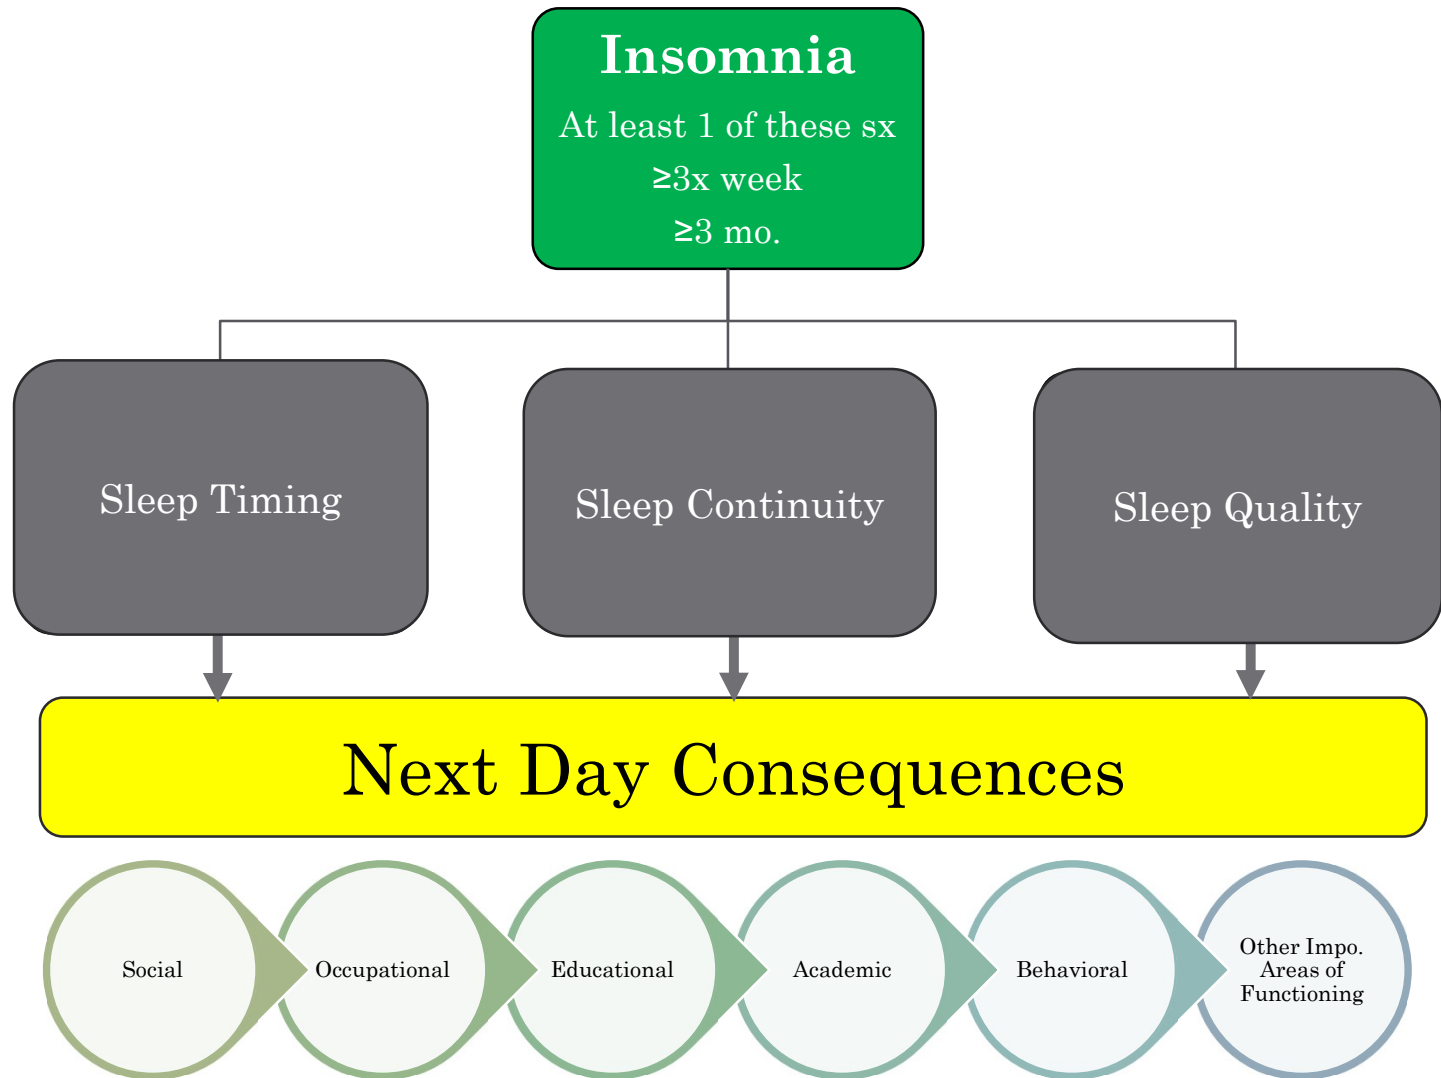 Insomnia
At least 1 of these sx
≥3x week
≥3 mo.
Sleep Timing
Sleep Continuity
Sleep Quality
Next Day Consequences
Social
Occupational
Educational
Academic
Behavioral
Other Impo.
Areas of
Functioning